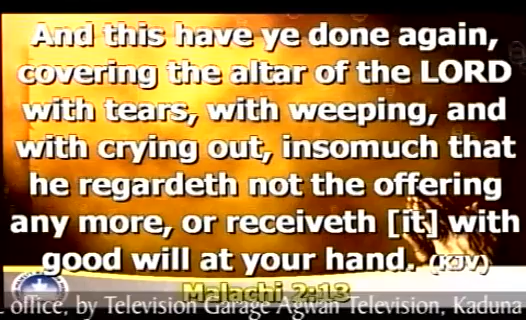 And this have ye done again,
covering the altar of the LORD
with tears, with weeping, and
with crying out, insomuch that
he regardeth not the offering
any more, or receiveth [it] with
good will at your hand. (KJV)
Malachi 2:13
office, by Television Garage Agwan Television, Kaduna